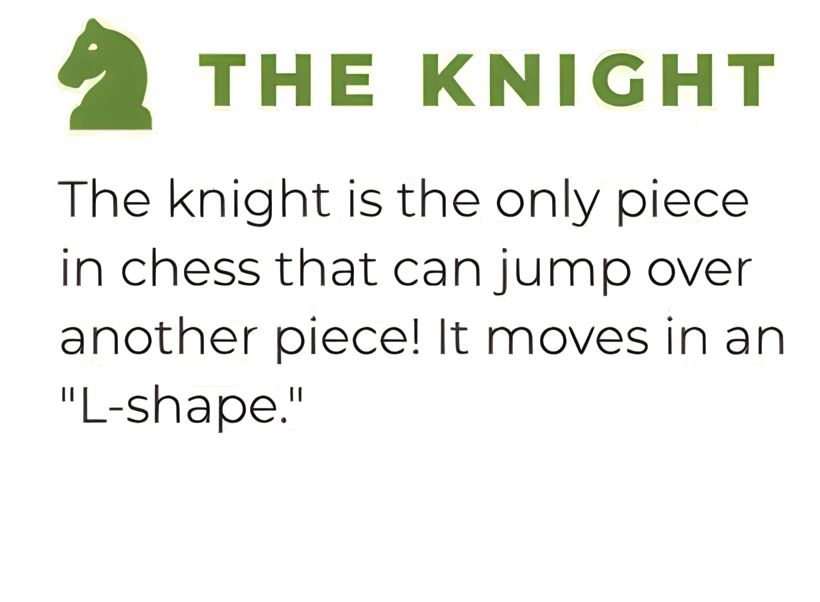 THE KNIGHT
The knight is the only piece
in chess that can jump over
another piece! It moves in an
"L-shape."